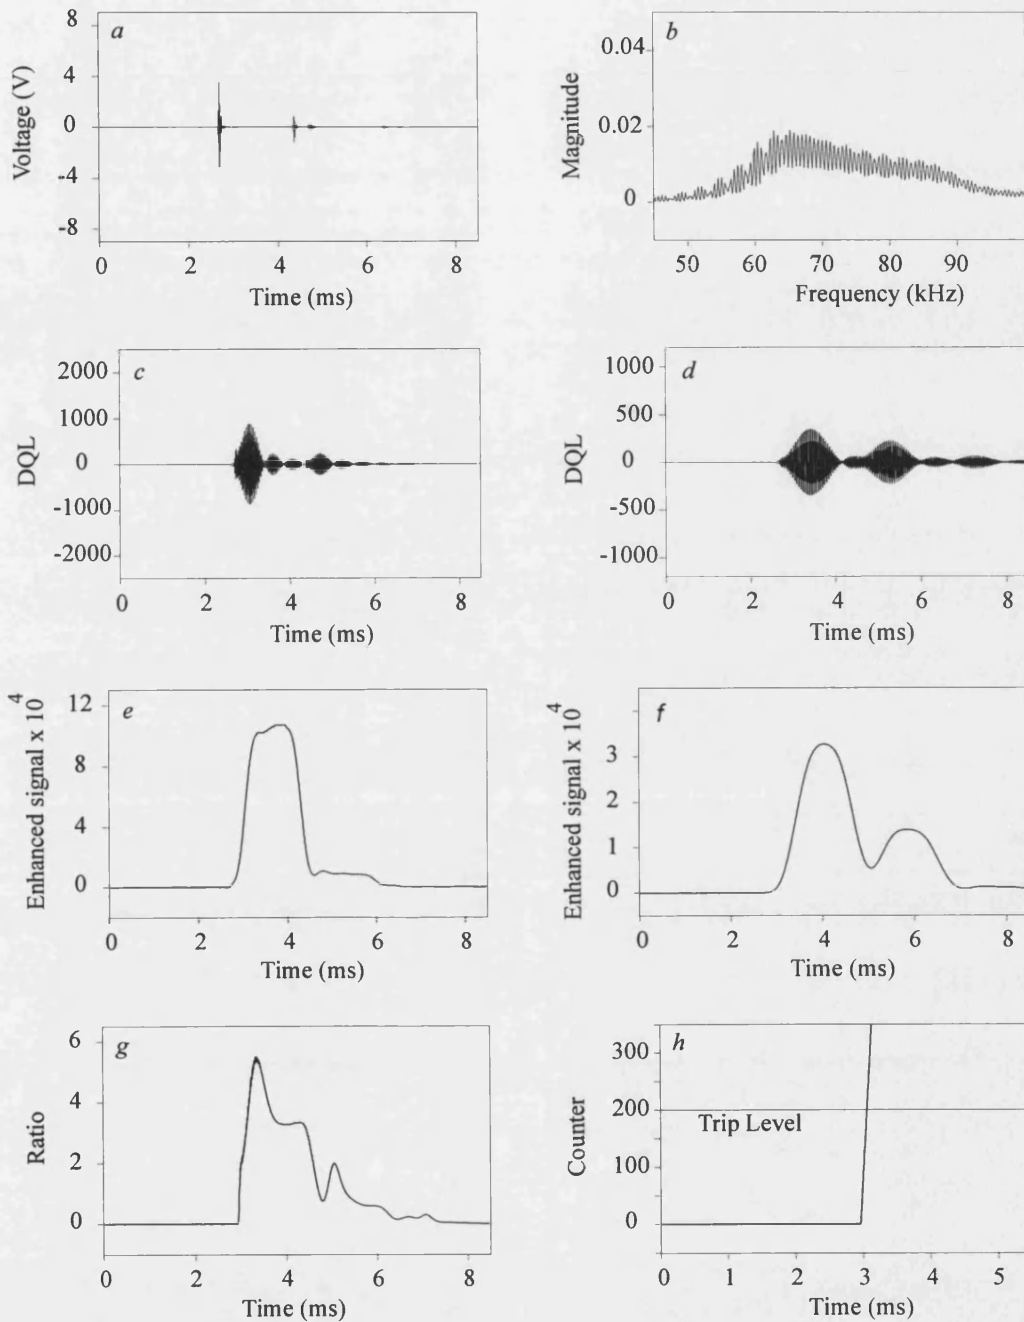 a
Voltage (V)
8
4
0
-4
-8
0 2 4 6 8
Time (ms)
b
Magnitude
0.04
0.02
0
50 60 70 80 90
Frequency (kHz)
c
DQL
2000
1000
0
-1000
-2000
0 2 4 6 8
Time (ms)
d
DQL
1000
500
0
-500
-1000
0 2 4 6 8
Time (ms)
e
Enhanced signal x 10^4
12
8
4
0
0 2 4 6 8
Time (ms)
f
Enhanced signal x 10^4
3
2
1
0
0 2 4 6 8
Time (ms)
g
Ratio
6
4
2
0
0 2 4 6 8
Time (ms)
h
Counter
300
200
100
0
Trip Level
0 1 2 3 4 5
Time (ms)